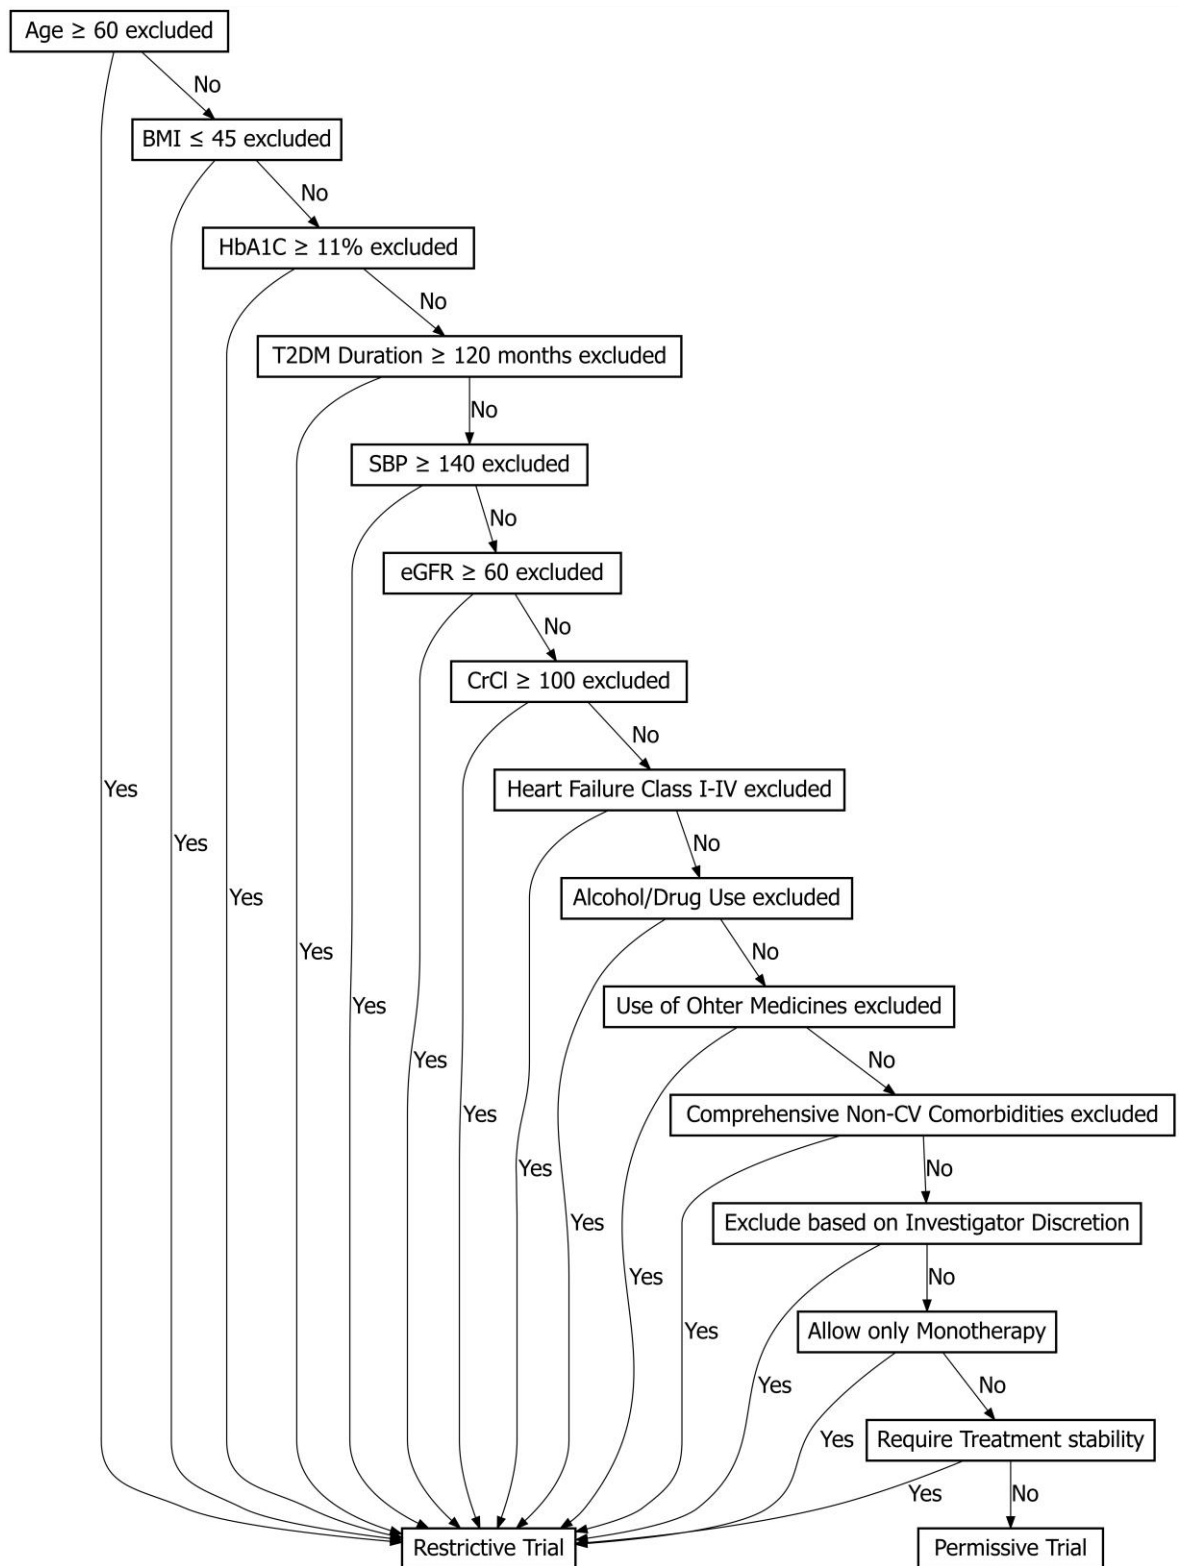 Age ≥ 60 excluded
No
BMI ≤ 45 excluded
No
HbA1C ≥ 11% excluded
No
T2DM Duration ≥ 120 months excluded
No
SBP ≥ 140 excluded
No
eGFR ≥ 60 excluded
No
CrCl ≥ 100 excluded
No
Heart Failure Class I-IV excluded
Yes
No
Yes
Alcohol/Drug Use excluded
Yes
No
Yes
Use of Ohter Medicines excluded
Yes
No
Yes
Comprehensive Non-CV Comorbidities excluded
Yes
No
Yes
Exclude based on Investigator Discretion
Yes
No
Yes
Allow only Monotherapy
Yes
No
Yes
Yes
Require Treatment stability
Yes
No
Restrictive Trial
Permissive Trial